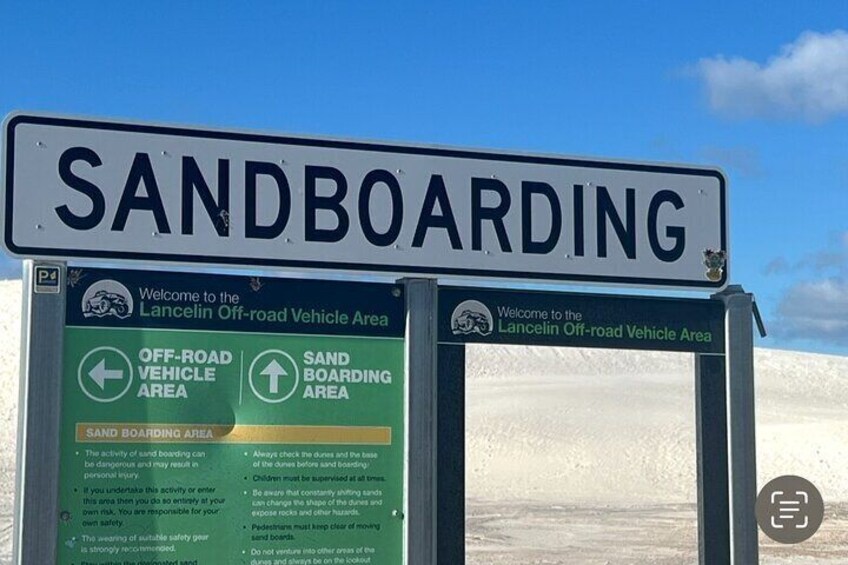 SANDBOARDING
Welcome to the
Lancelin Off-road Vehicle Area
OFF-ROAD
VEHICLE
AREA
SAND
BOARDING
AREA
SAND BOARDING AREA
• The activity of sand boarding can
be dangerous and may result in
personal injury.
• If you undertake this activity or enter
this area then you do so entirely at your
own risk. You are responsible for your
own safety.
• The wearing of suitable safety gear
is strongly recommended.
• Stay within the designated sand
• Always check the dunes and the base
of the dunes before sand boarding.
• Children must be supervised at all times.
• Be aware that constantly shifting sands
can change the shape of the dunes and
expose rocks and other hazards.
• Pedestrians must keep clear of moving
sand boards.
• Do not venture into other areas of the
dunes and always be on the lookout
Welcome to the
Lancelin Off-road Vehicle Area